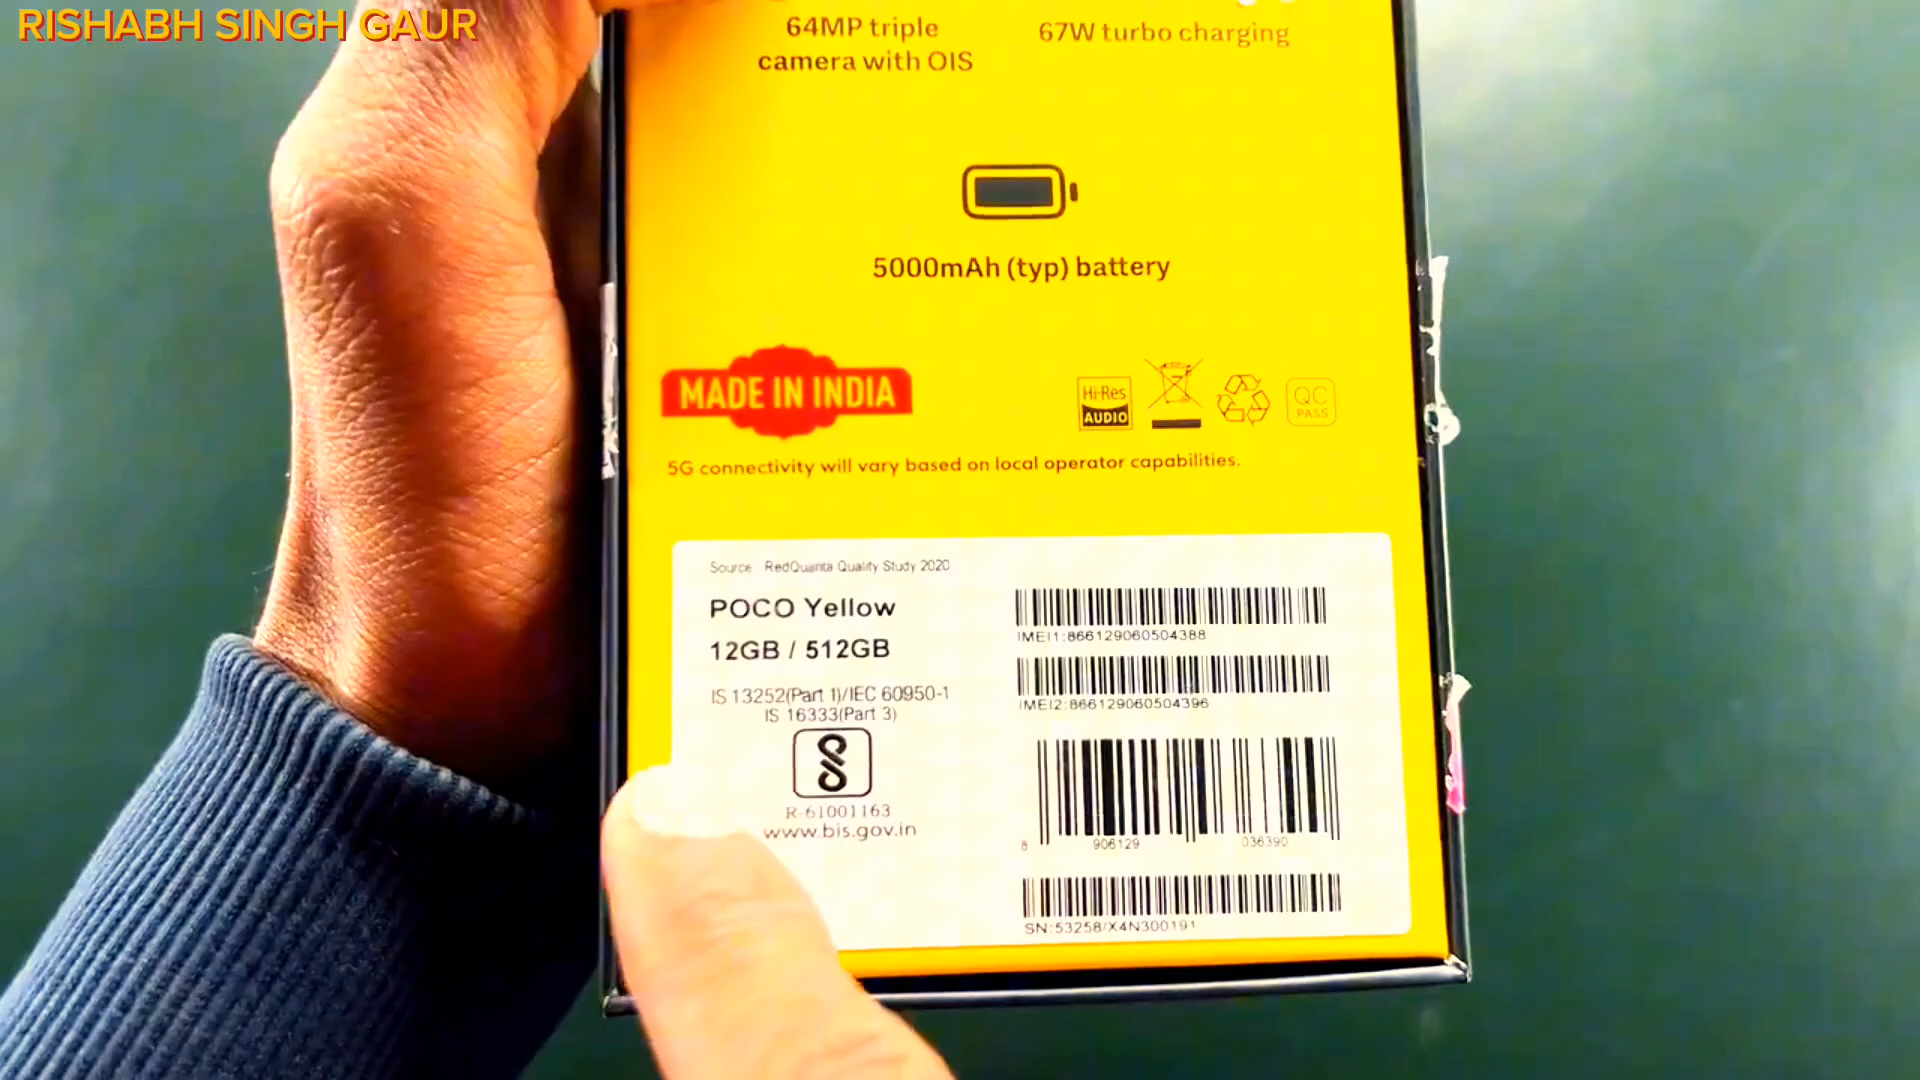 RISHABH SINGH GAUR
64MP triple
camera with OIS
67W turbo charging
5000mAh (typ) battery
MADE IN INDIA
Hi-Res
AUDIO
QC
PASS
5G connectivity will vary based on local operator capabilities.
Source RedQuanta Quality Study 2020
POCO Yellow
12GB / 512GB
IS 13252(Part 1)/IEC 60950-1
IS 16333(Part 3)
R-61001163
www.bis.gov.in
IMEI1:866129060504388
IMEI2:866129060504396
8 906129 036390
SN:53258/X4N300191